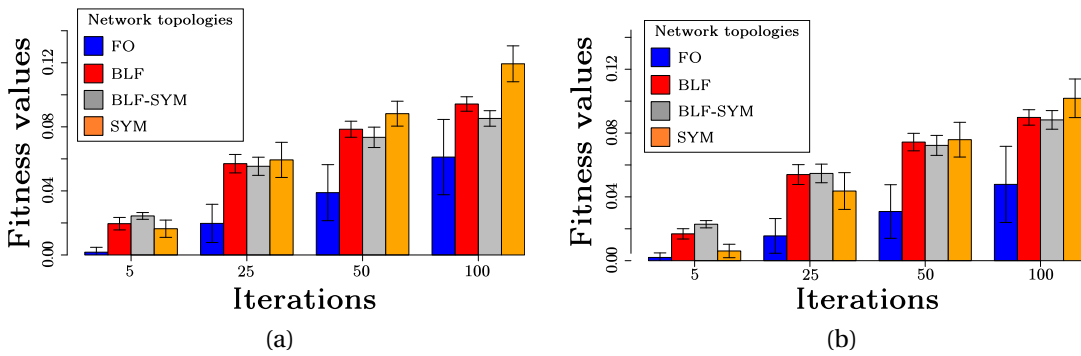 Network topologies
FO
BLF
BLF-SYM
SYM
Fitness values
0.00 0.04 0.08 0.12
5 25 50 100
Iterations
(a)
Network topologies
FO
BLF
BLF-SYM
SYM
Fitness values
0.00 0.04 0.08 0.12
5 25 50 100
Iterations
(b)